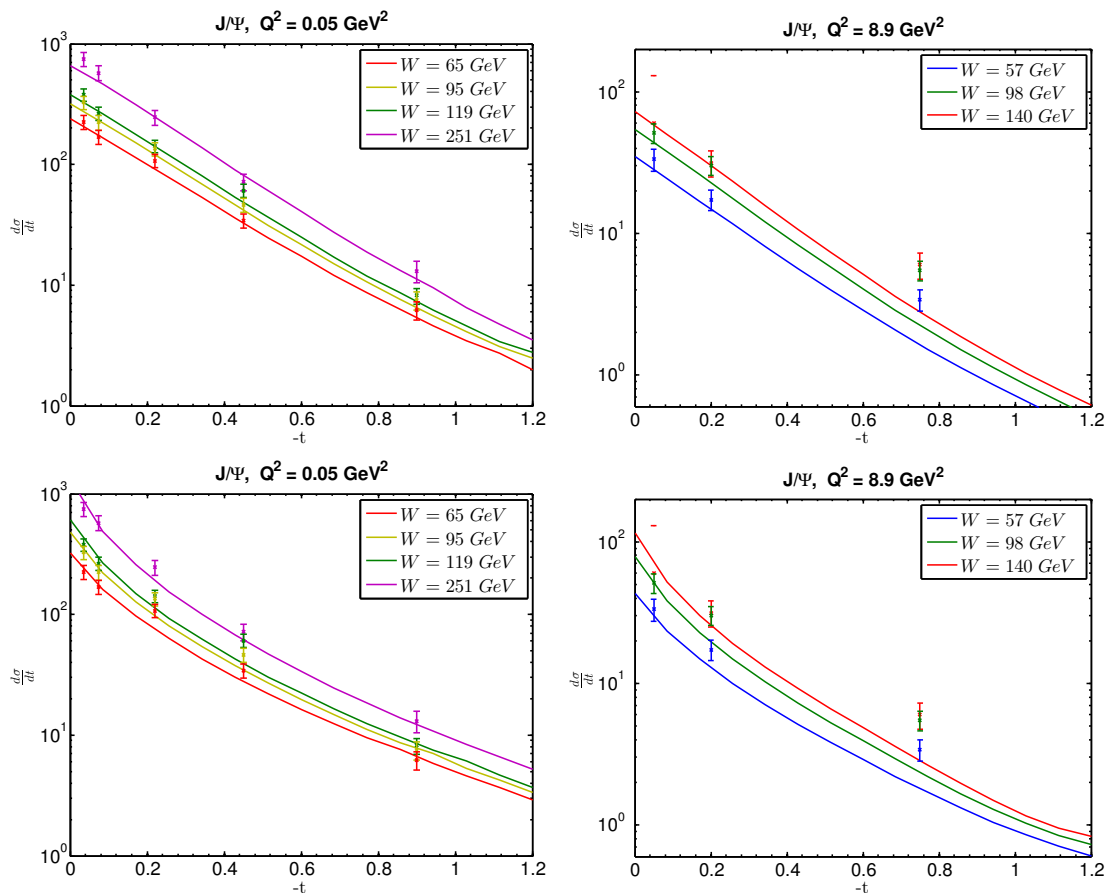 J/Ψ, Q² = 0.05 GeV²
10³
10²
10¹
10⁰
dσ/dt
W = 65 GeV
W = 95 GeV
W = 119 GeV
W = 251 GeV
0 0.2 0.4 0.6 0.8 1 1.2
-t
J/Ψ, Q² = 8.9 GeV²
10²
10¹
10⁰
dσ/dt
W = 57 GeV
W = 98 GeV
W = 140 GeV
0 0.2 0.4 0.6 0.8 1 1.2
-t
J/Ψ, Q² = 0.05 GeV²
10³
10²
10¹
10⁰
dσ/dt
W = 65 GeV
W = 95 GeV
W = 119 GeV
W = 251 GeV
0 0.2 0.4 0.6 0.8 1 1.2
-t
J/Ψ, Q² = 8.9 GeV²
10²
10¹
10⁰
dσ/dt
W = 57 GeV
W = 98 GeV
W = 140 GeV
0 0.2 0.4 0.6 0.8 1 1.2
-t